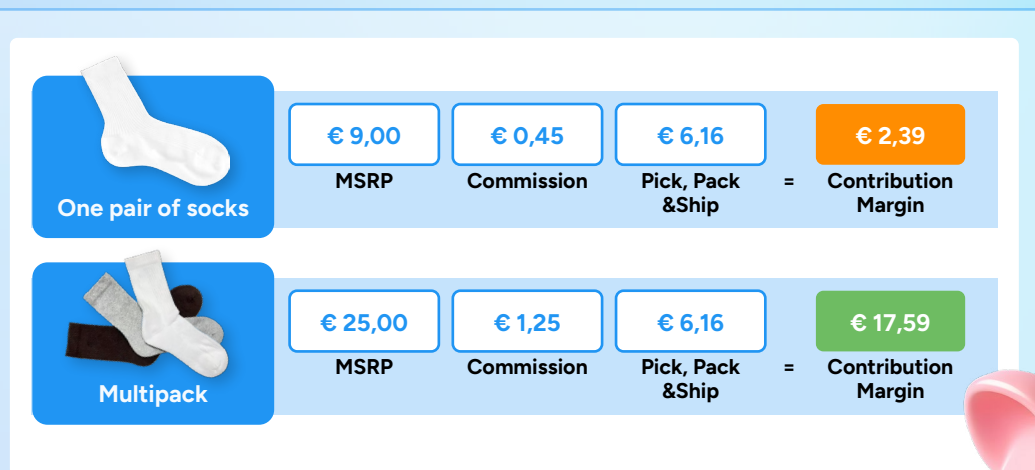 € 9,00
€ 0,45
€ 6,16
€ 2,39
One pair of socks
MSRP
Commission
Pick, Pack
&Ship
=
Contribution
Margin
€ 25,00
€ 1,25
€ 6,16
€ 17,59
Multipack
MSRP
Commission
Pick, Pack
&Ship
=
Contribution
Margin